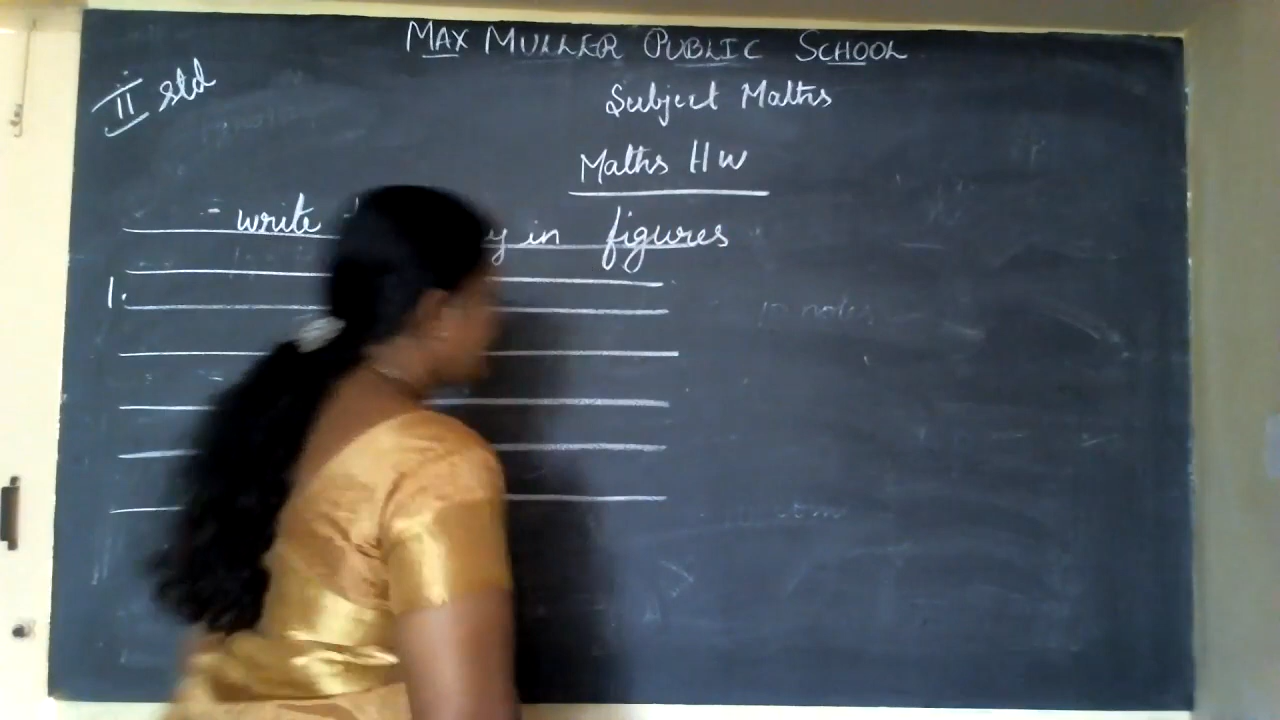 MAX MULLER PUBLIC SCHOOL
II std
Subject Maths
Maths HW
- write in figures
1.